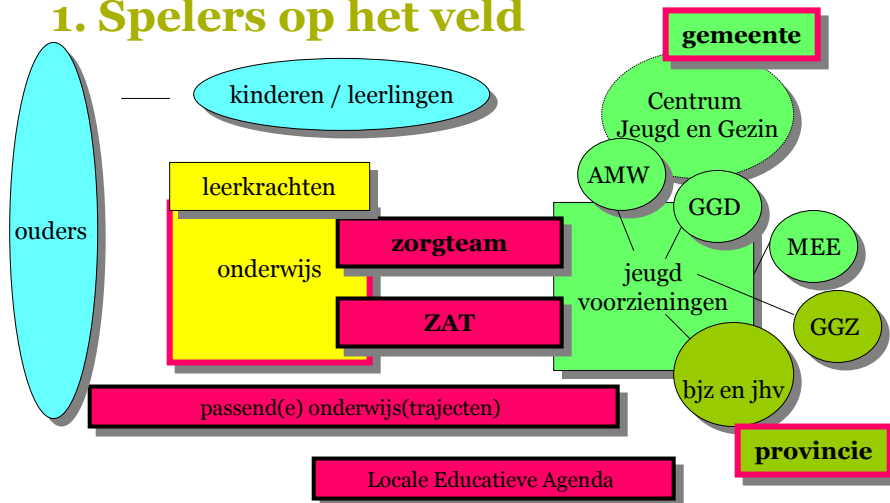 1. Spelers op het veld
gemeente
kinderen / leerlingen
Centrum
Jeugd en Gezin
AMW
leerkrachten
GGD
ouders
zorgteam
MEE
onderwijs
jeugd
voorzieningen
ZAT
GGZ
bjz en jhv
passend(e) onderwijs(trajecten)
provincie
Locale Educatieve Agenda